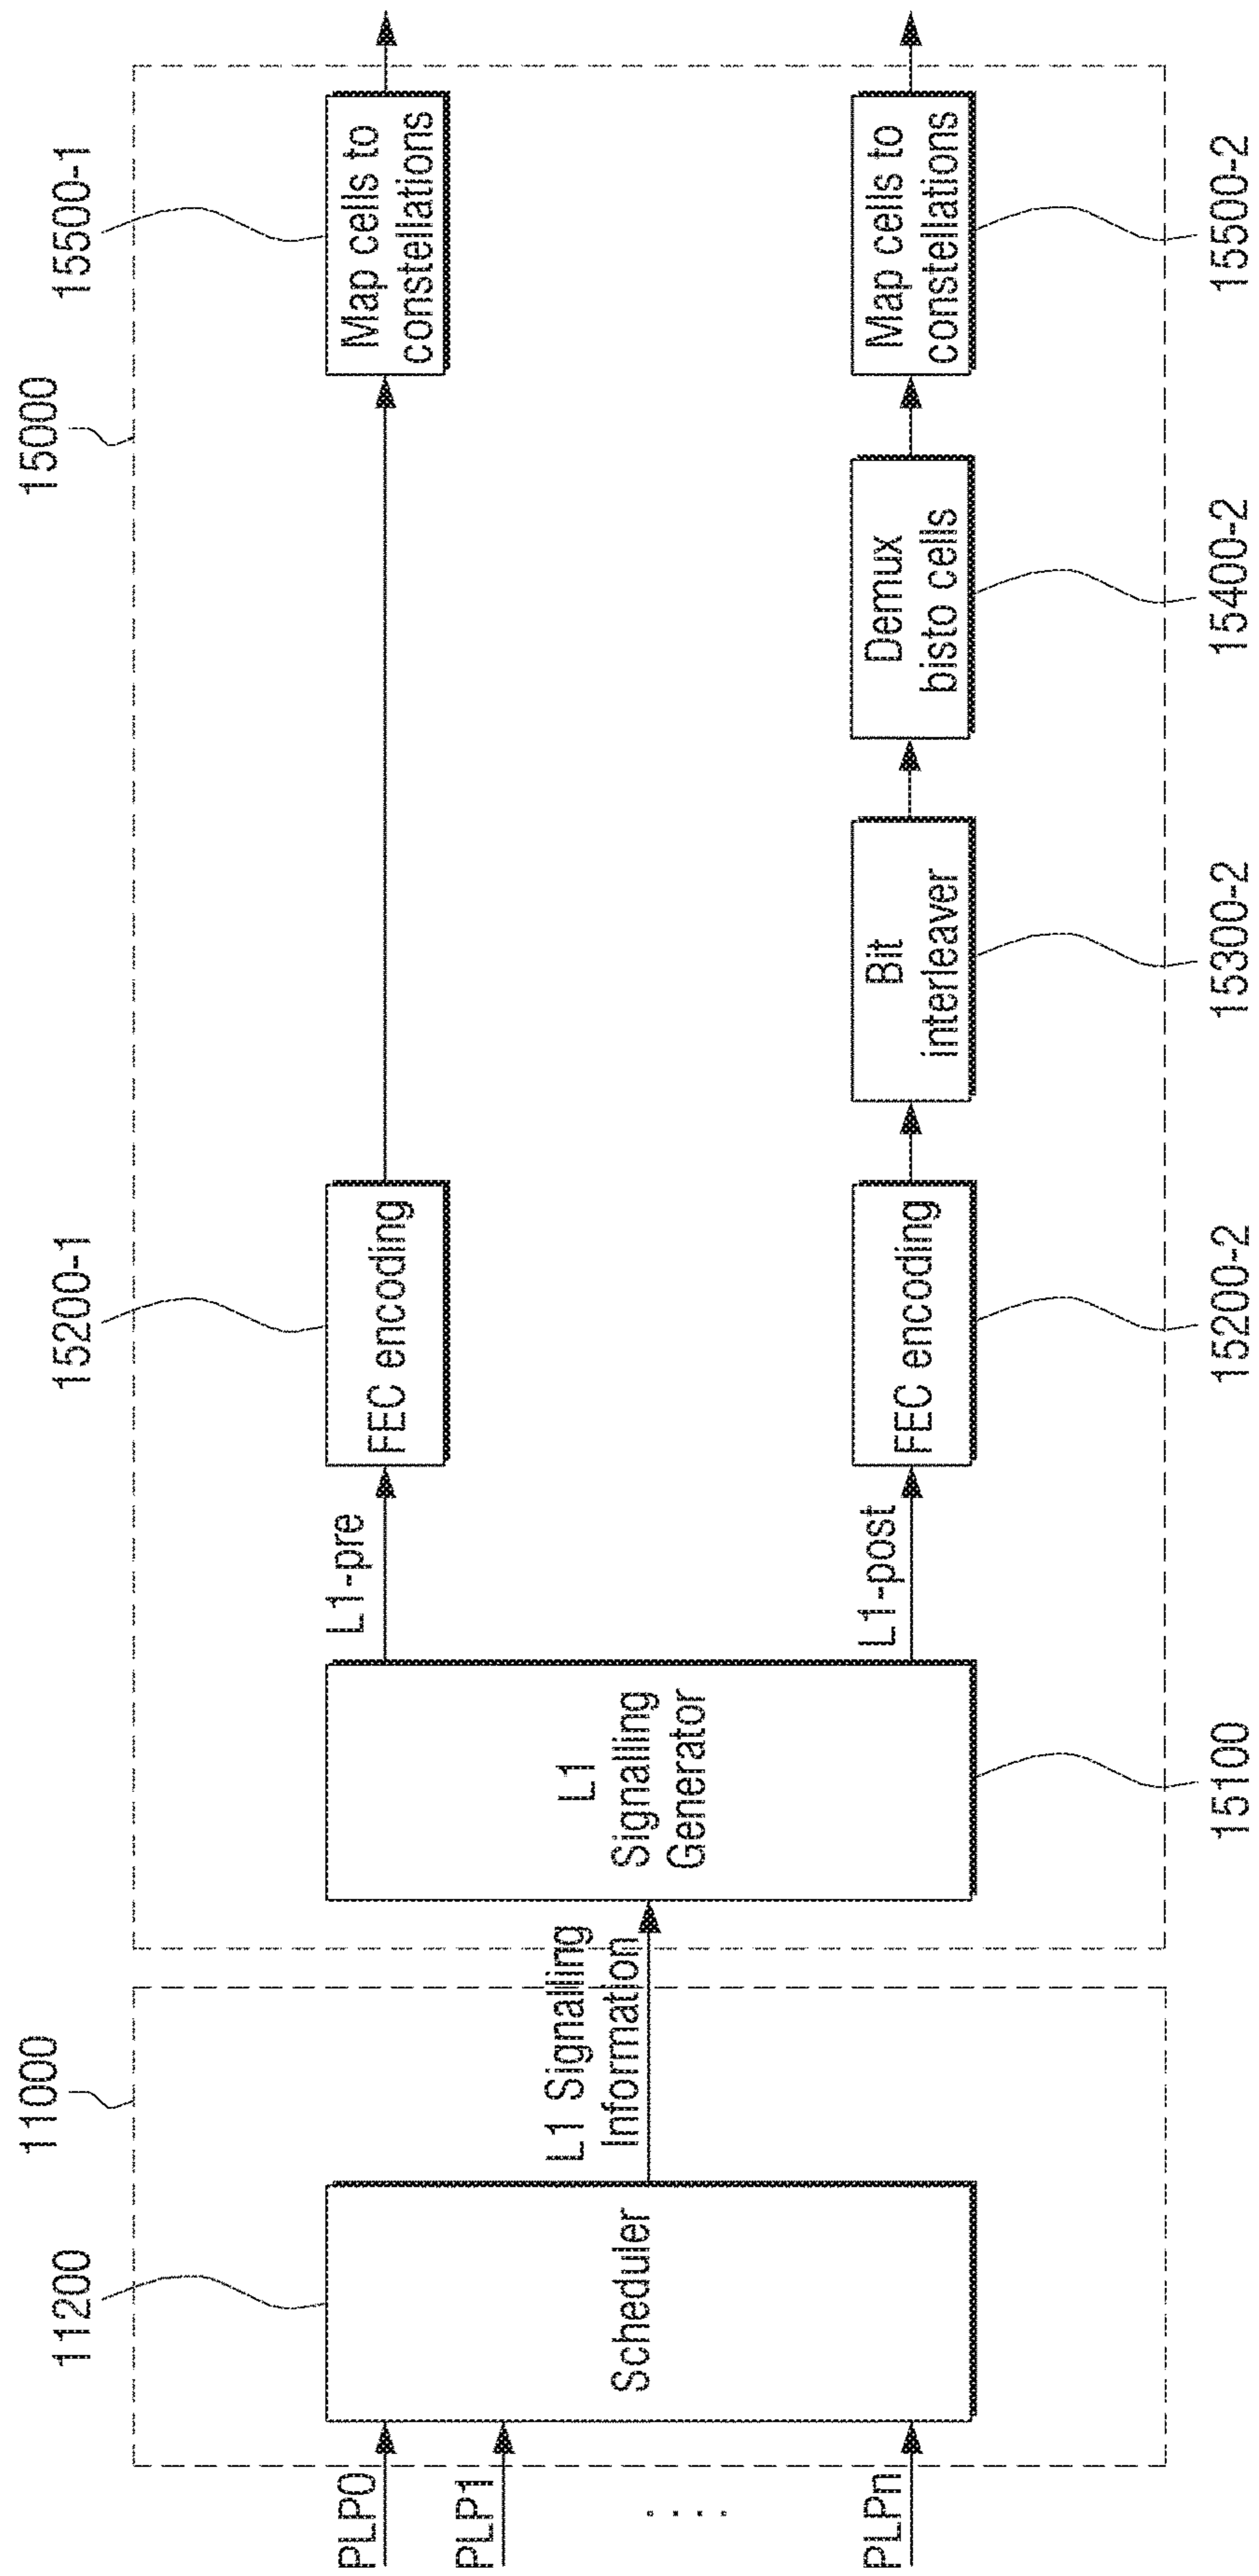 11000
15000
11200
15200-1
15500-1
PLP0
PLP1
. . . .
PLPn
Scheduler
L1 Signalling
Information
L1
Signalling
Generator
L1-pre
FEC encoding
Map cells to
constellations
L1-post
FEC encoding
Bit
interleaver
Demux
bisto cells
Map cells to
constellations
15100
15200-2
15300-2
15400-2
15500-2